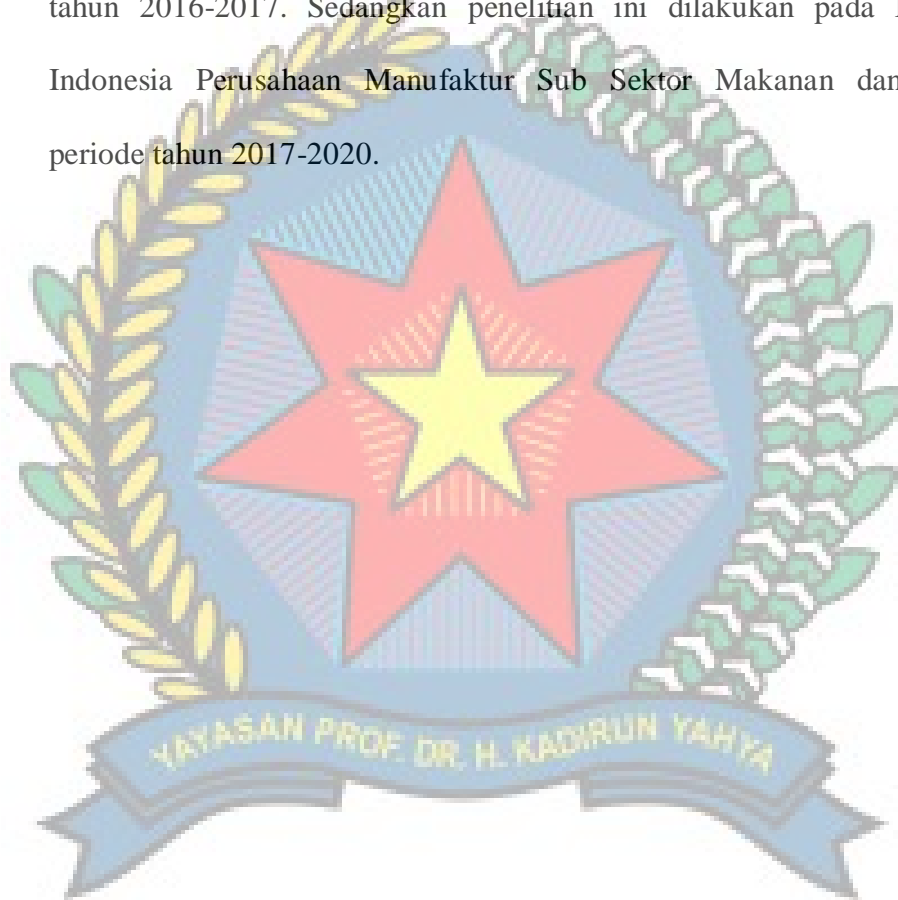 tahun 2016-2017. Sedangkan penelitian ini dilakukan pada
Indonesia Perusahaan Manufaktur Sub Sektor Makanan dan
periode tahun 2017-2020.
YAYASAN PROF. DR. H. KADIRUN YAHYA